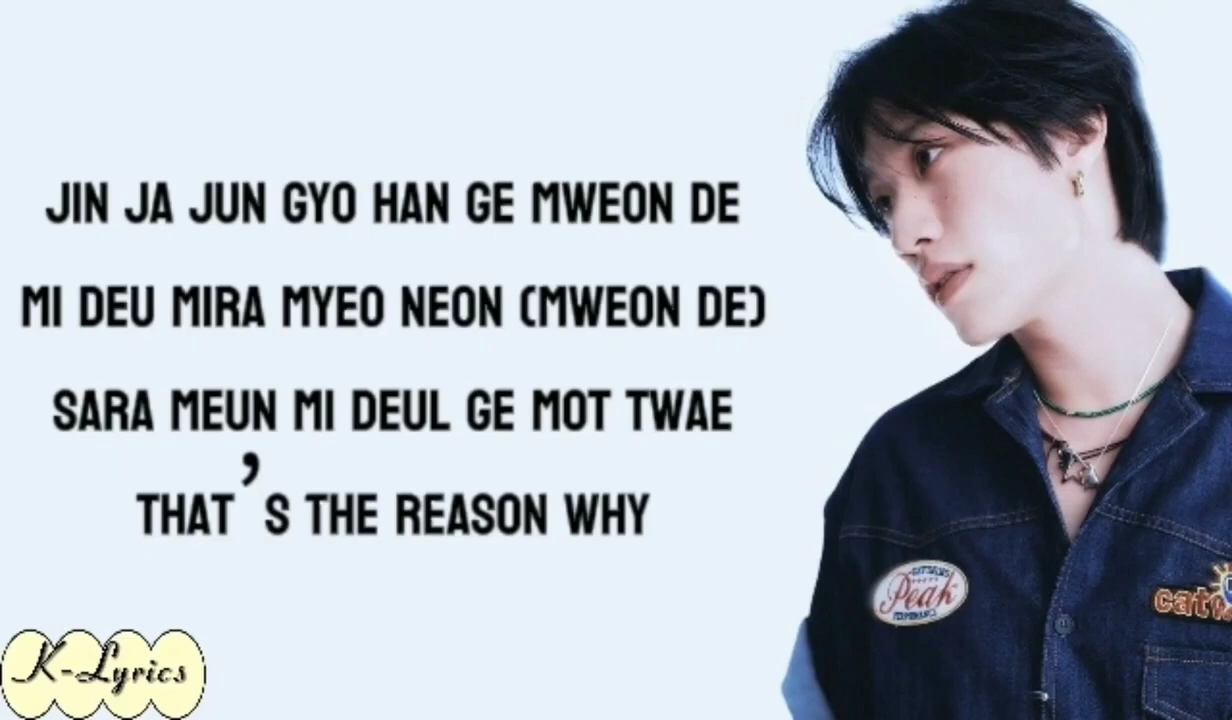 JIN JA JUN GYO HAN GE MWEON DE
MI DEU MIRA MYEO NEON (MWEON DE)
SARA MEUN MI DEUL GE MOT TWAE
THAT'S THE REASON WHY
Peak
K-Lyrics